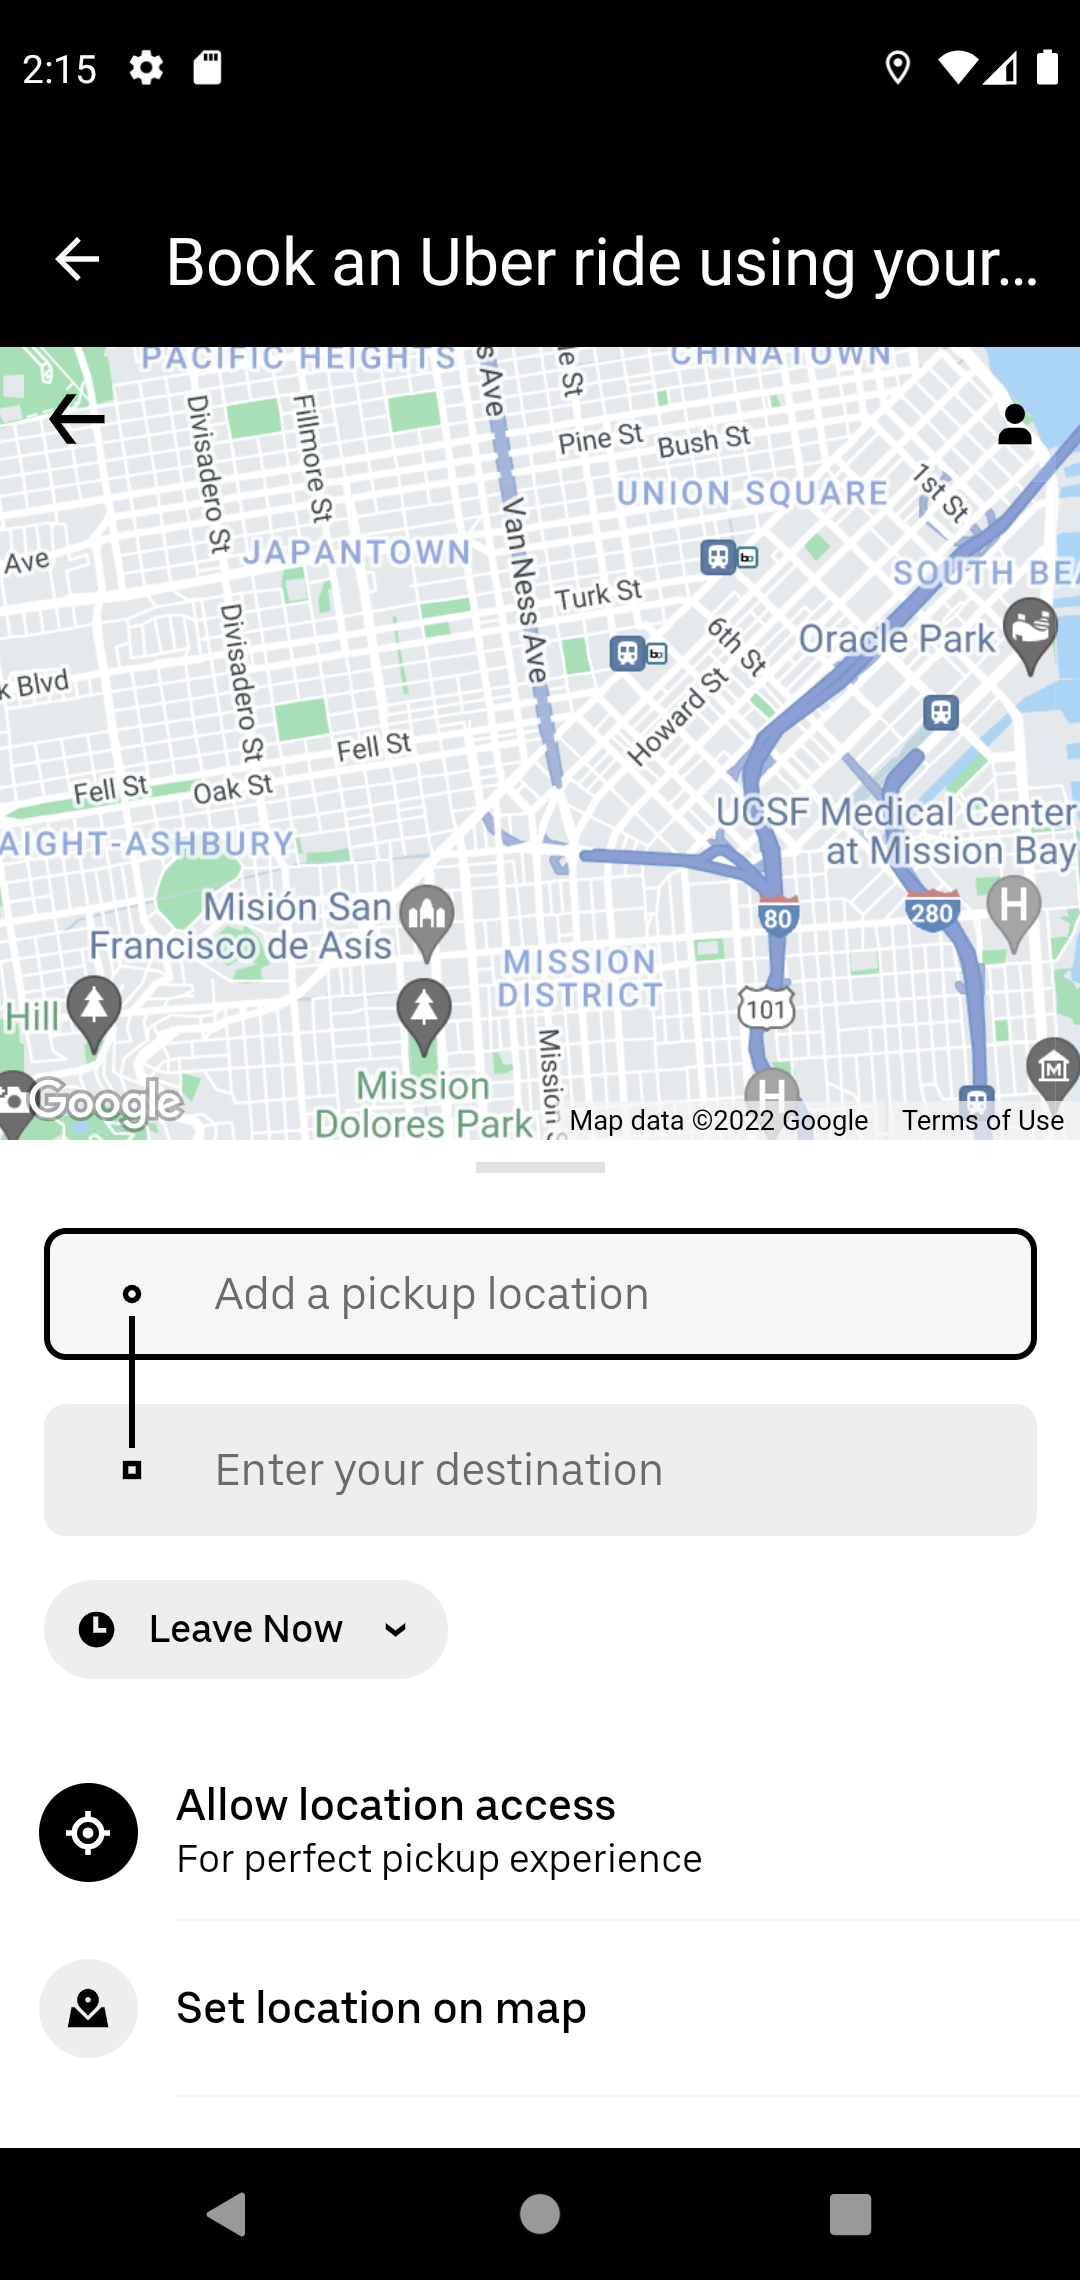 2:15
Book an Uber ride using your...
PACIFIC HEIGHTS
s Ave
le St
CHINATOWN
Divisadero St
Fillmore St
Pine St
Bush St
UNION SQUARE
1st St
Ave
JAPANTOWN
Van Ness Ave
SOUTH BEA
Turk St
6th St
Oracle Park
k Blvd
Divisadero St
Howard St
Fell St
Fell St
Oak St
UCSF Medical Center
at Mission Bay
AIGHT-ASHBURY
Misión San
Francisco de Asís
80
280
H
MISSION
DISTRICT
101
Hill
Mission S
Mission
Dolores Park
H
Google
Map data ©2022 Google
Terms of Use
Add a pickup location
Enter your destination
Leave Now
Allow location access
For perfect pickup experience
Set location on map